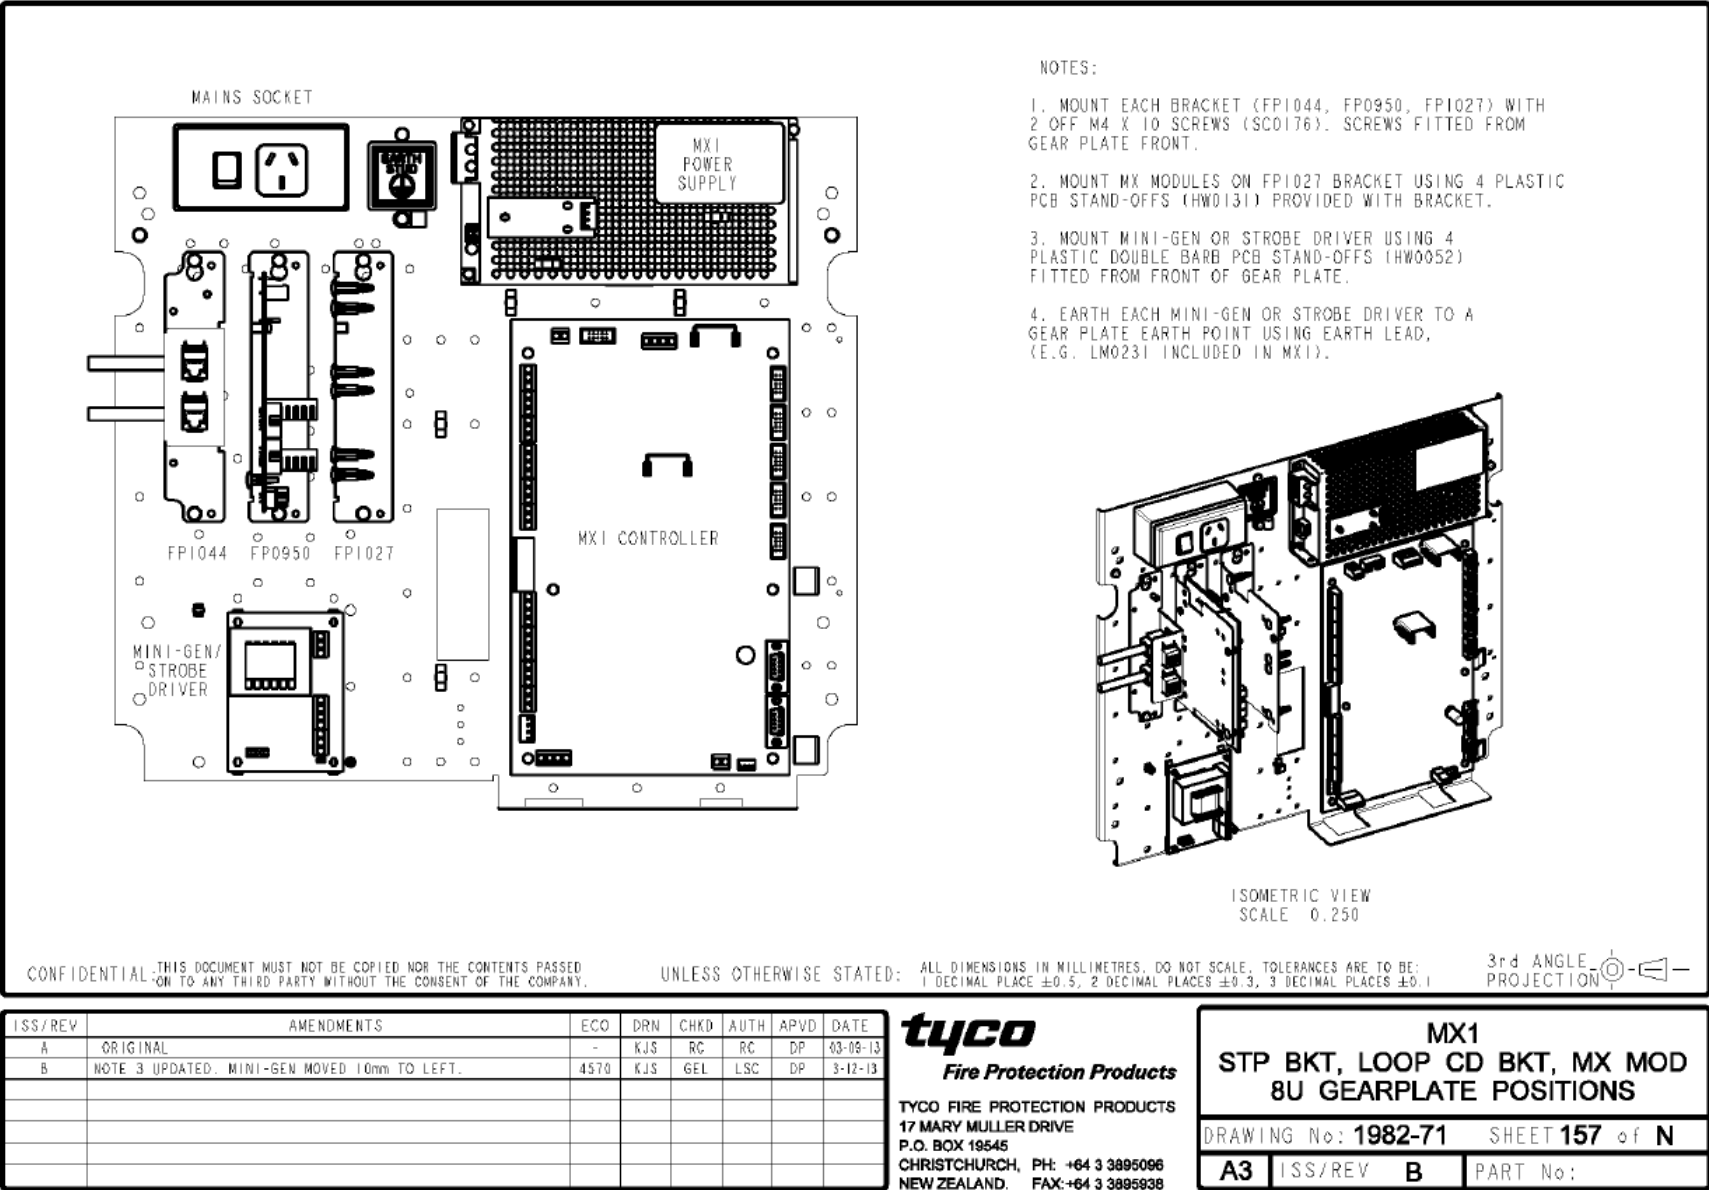 MAINS SOCKET
EARTH
STUD
MX1
POWER
SUPPLY
FP1044
FP0950
FP1027
MX1 CONTROLLER
MINI-GEN/
STROBE
DRIVER
NOTES:
1. MOUNT EACH BRACKET (FP1044, FP0950, FP1027) WITH
2 OFF M4 X 10 SCREWS (SC0176). SCREWS FITTED FROM
GEAR PLATE FRONT.
2. MOUNT MX MODULES ON FP1027 BRACKET USING 4 PLASTIC
PCB STAND-OFFS (HW0131) PROVIDED WITH BRACKET.
3. MOUNT MINI-GEN OR STROBE DRIVER USING 4
PLASTIC DOUBLE BARB PCB STAND-OFFS (HW0052)
FITTED FROM FRONT OF GEAR PLATE.
4. EARTH EACH MINI-GEN OR STROBE DRIVER TO A
GEAR PLATE EARTH POINT USING EARTH LEAD,
(E.G. LM0231 INCLUDED IN MX1).
ISOMETRIC VIEW
SCALE 0.250
CONFIDENTIAL: THIS DOCUMENT MUST NOT BE COPIED NOR THE CONTENTS PASSED
ON TO ANY THIRD PARTY WITHOUT THE CONSENT OF THE COMPANY.
UNLESS OTHERWISE STATED: ALL DIMENSIONS IN MILLIMETRES, DO NOT SCALE, TOLERANCES ARE TO BE:
1 DECIMAL PLACE ±0.5, 2 DECIMAL PLACES ±0.3, 3 DECIMAL PLACES ±0.1
3rd ANGLE
PROJECTION
ISS/REV AMENDMENTS ECO DRN CHKD AUTH APVD DATE
A ORIGINAL - KJS RC RC DP 03-09-13
B NOTE 3 UPDATED. MINI-GEN MOVED 10mm TO LEFT. 4570 KJS GEL LSC DP 3-12-13
tyco
Fire Protection Products
TYCO FIRE PROTECTION PRODUCTS
17 MARY MULLER DRIVE
P.O. BOX 19545
CHRISTCHURCH, PH: +64 3 3895096
NEW ZEALAND. FAX:+64 3 3895938
MX1
STP BKT, LOOP CD BKT, MX MOD
8U GEARPLATE POSITIONS
DRAWING No: 1982-71 SHEET 157 of N
A3 ISS/REV B PART No: